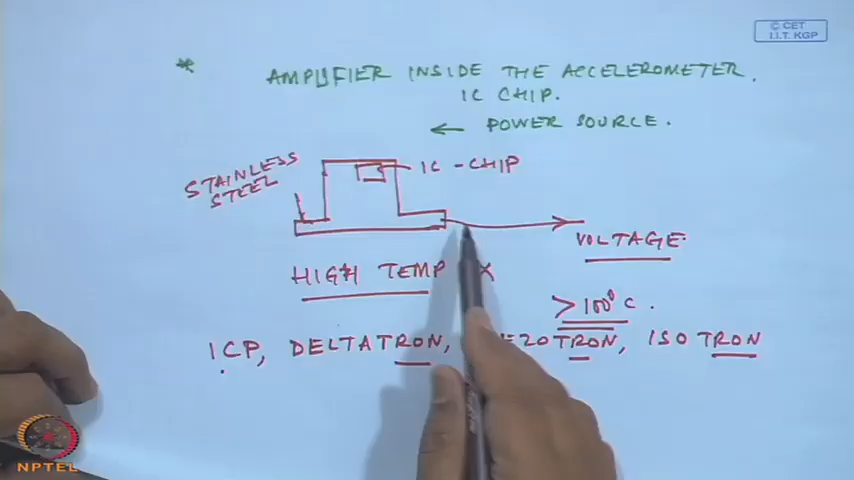 © CET
I.I.T. KGP
* AMPLIFIER INSIDE THE ACCELEROMETER.
IC CHIP.
← POWER SOURCE.
STAINLESS
STEEL
IC - CHIP
VOLTAGE
HIGH TEMP X
> 100° C.
ICP, DELTATRON, ISOTRON
NPTEL